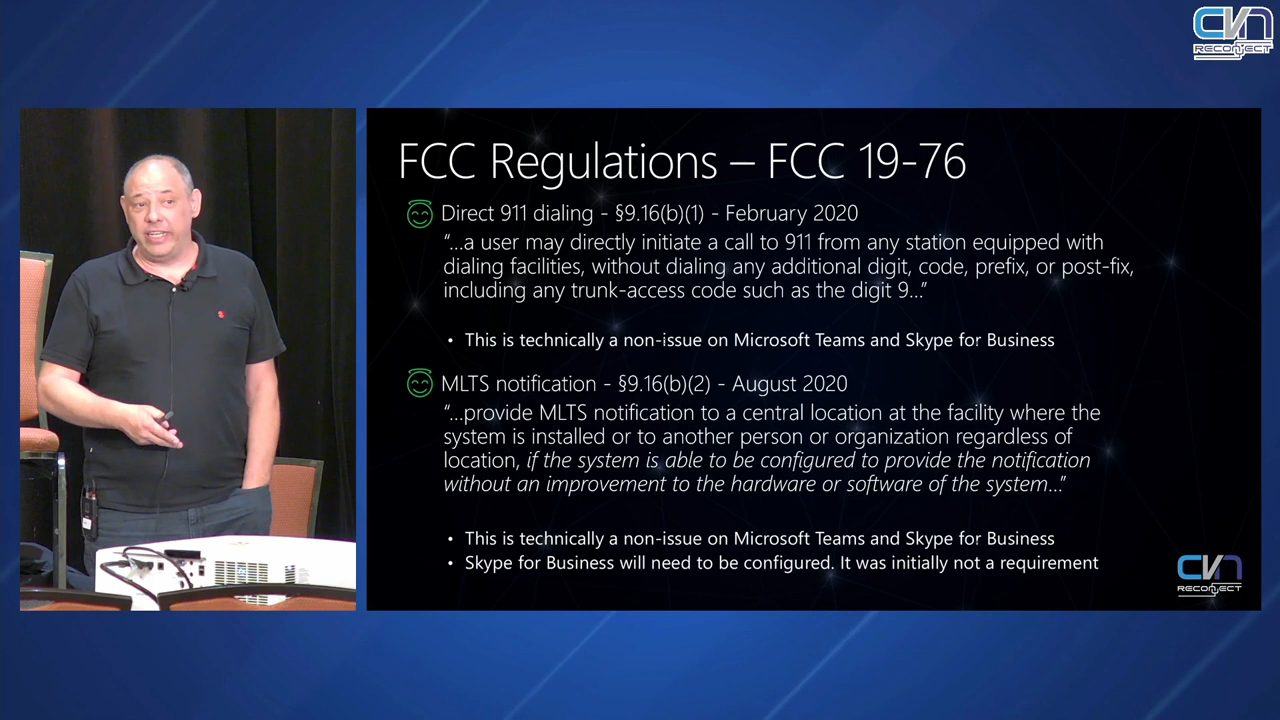 CVN
RECONJECT
FCC Regulations – FCC 19-76
Direct 911 dialing - §9.16(b)(1) - February 2020
“...a user may directly initiate a call to 911 from any station equipped with
dialing facilities, without dialing any additional digit, code, prefix, or post-fix,
including any trunk-access code such as the digit 9...”
• This is technically a non-issue on Microsoft Teams and Skype for Business
MLTS notification - §9.16(b)(2) - August 2020
“...provide MLTS notification to a central location at the facility where the
system is installed or to another person or organization regardless of
location, if the system is able to be configured to provide the notification
without an improvement to the hardware or software of the system...”
• This is technically a non-issue on Microsoft Teams and Skype for Business
• Skype for Business will need to be configured. It was initially not a requirement
CVN
RECONJECT